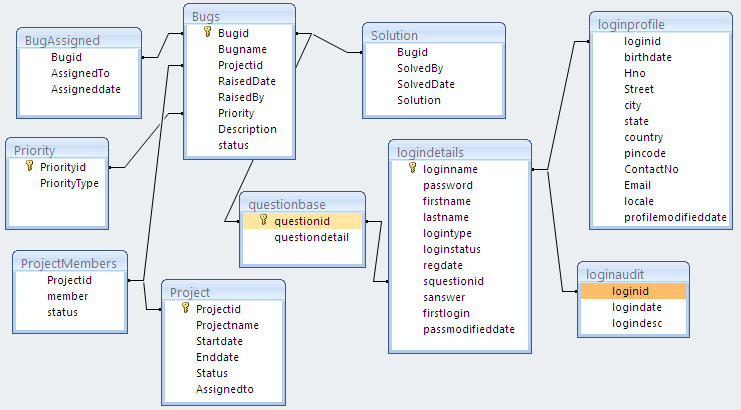 BugAssigned
Bugid
AssignedTo
Assigneddate
Bugs
Bugid
Bugname
Projectid
RaisedDate
RaisedBy
Priority
Description
status
Solution
Bugid
SolvedBy
SolvedDate
Solution
loginprofile
loginid
birthdate
Hno
Street
city
state
country
pincode
ContactNo
Email
locale
profilemodifieddate
Priority
Priorityid
PriorityType
questionbase
questionid
questiondetail
logindetails
loginname
password
firstname
lastname
logintype
loginstatus
regdate
squestionid
sanswer
firstlogin
passmodifieddate
ProjectMembers
Projectid
member
status
Project
Projectid
Projectname
Startdate
Enddate
Status
Assignedto
loginaudit
loginid
logindate
logindesc